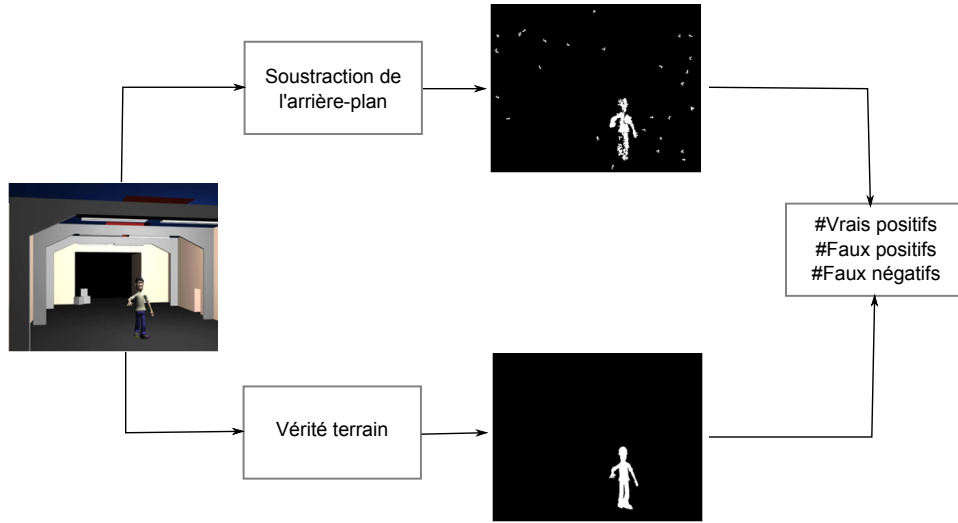 Soustraction de
l'arrière-plan
#Vrais positifs
#Faux positifs
#Faux négatifs
Vérité terrain